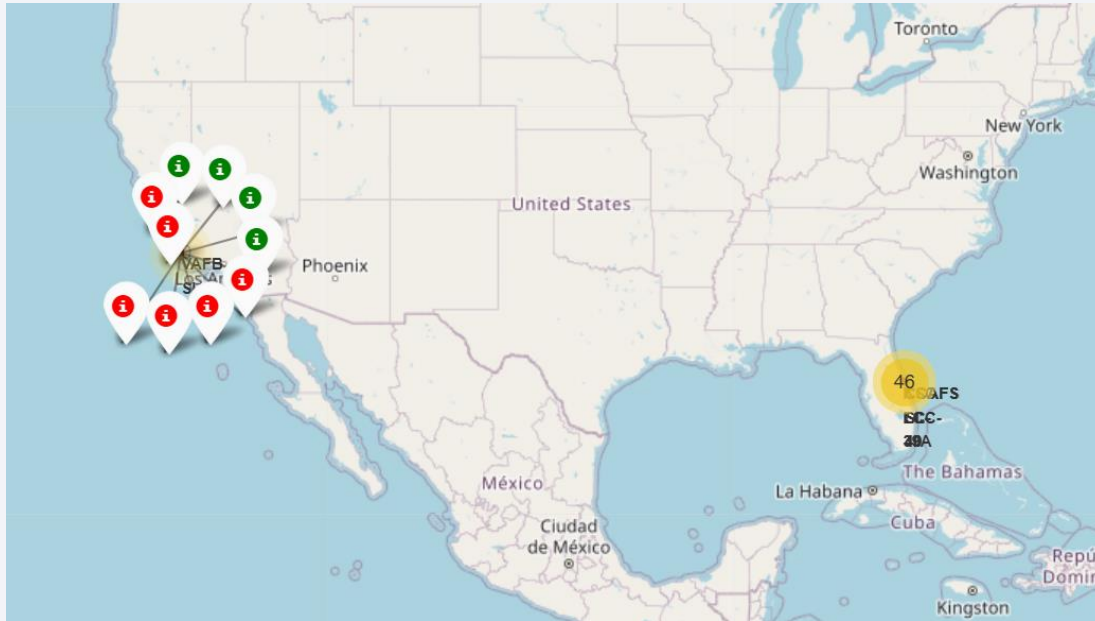 Toronto
New York
Washington
United States
VAFB
Phoenix
46
México
The Bahamas
La Habana
Ciudad
de México
Cuba
Kingston